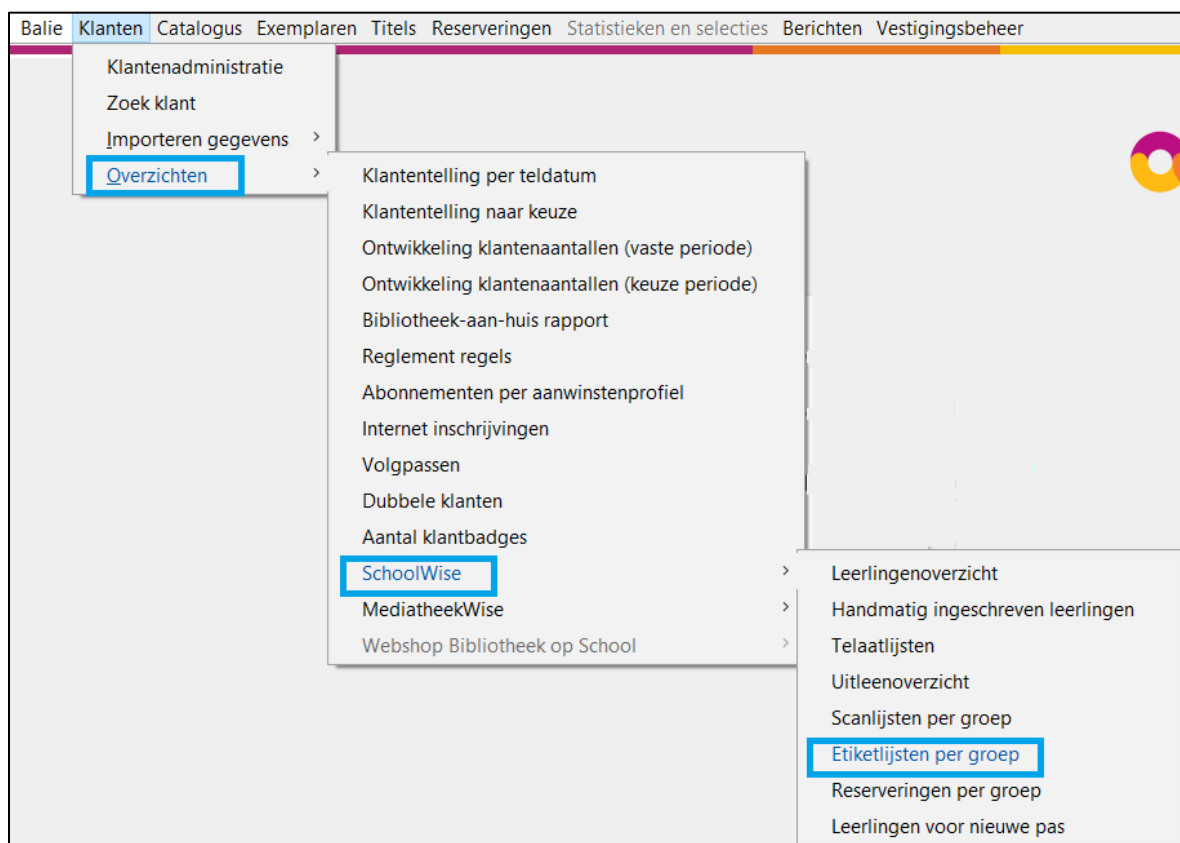 Balie Klanten Catalogus Exemplaren Titels Reserveringen Statistieken en selecties Berichten Vestigingsbeheer
Klantenadministratie
Zoek klant
Importeren gegevens
Overzichten
Klantentelling per teldatum
Klantentelling naar keuze
Ontwikkeling klantenaantallen (vaste periode)
Ontwikkeling klantenaantallen (keuze periode)
Bibliotheek-aan-huis rapport
Reglement regels
Abonnementen per aanwinstenprofiel
Internet inschrijvingen
Volgpassen
Dubbele klanten
Aantal klantbadges
SchoolWise
MediatheekWise
Webshop Bibliotheek op School
Leerlingenoverzicht
Handmatig ingeschreven leerlingen
Telaatlijsten
Uitleenoverzicht
Scanlijsten per groep
Etiketlijsten per groep
Reserveringen per groep
Leerlingen voor nieuwe pas